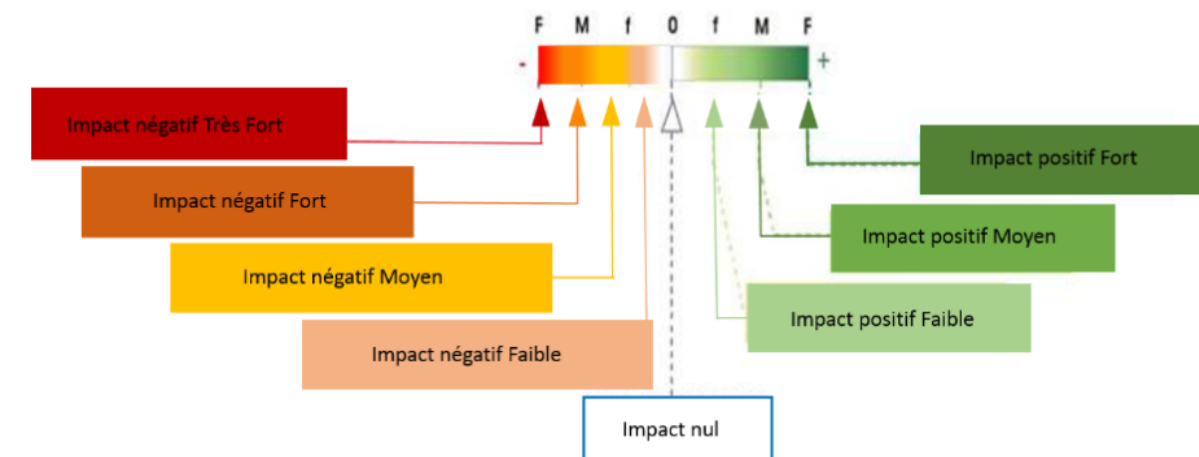 F M f 0 f M F
- +
Impact négatif Très Fort
Impact positif Fort
Impact négatif Fort
Impact positif Moyen
Impact négatif Moyen
Impact positif Faible
Impact négatif Faible
Impact nul